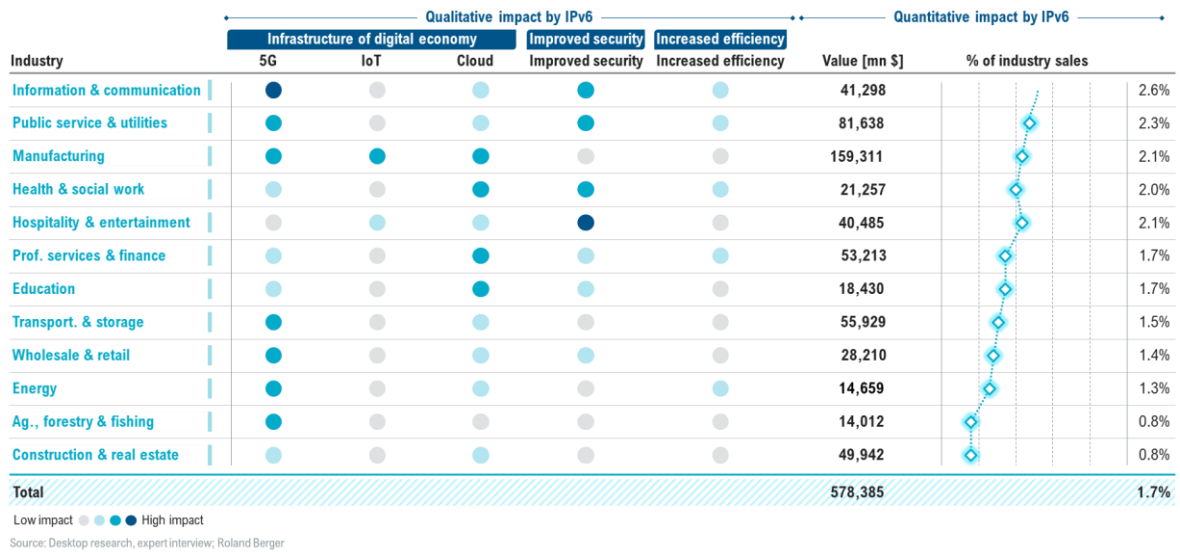 Qualitative impact by IPv6 Quantitative impact by IPv6
Infrastructure of digital economy Improved security Increased efficiency
Industry 5G IoT Cloud Improved security Increased efficiency Value [mn $] % of industry sales
Information & communication 41,298 2.6%
Public service & utilities 81,638 2.3%
Manufacturing 159,311 2.1%
Health & social work 21,257 2.0%
Hospitality & entertainment 40,485 2.1%
Prof. services & finance 53,213 1.7%
Education 18,430 1.7%
Transport. & storage 55,929 1.5%
Wholesale & retail 28,210 1.4%
Energy 14,659 1.3%
Ag., forestry & fishing 14,012 0.8%
Construction & real estate 49,942 0.8%
Total 578,385 1.7%
Low impact High impact
Source: Desktop research, expert interview; Roland Berger